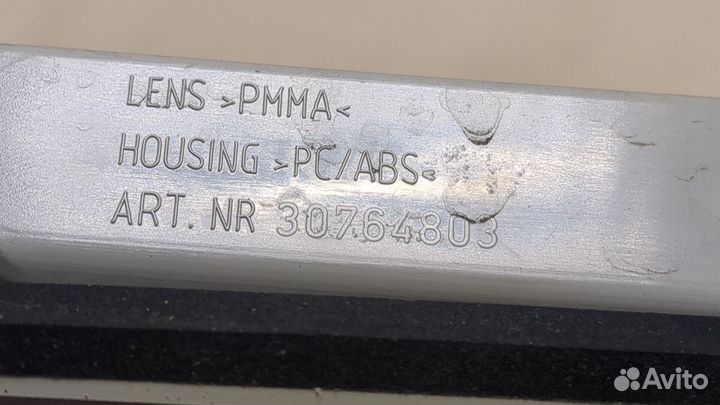 LENS >PMMA<
HOUSING >PC/ABS<
ART. NR 30764803
Avito